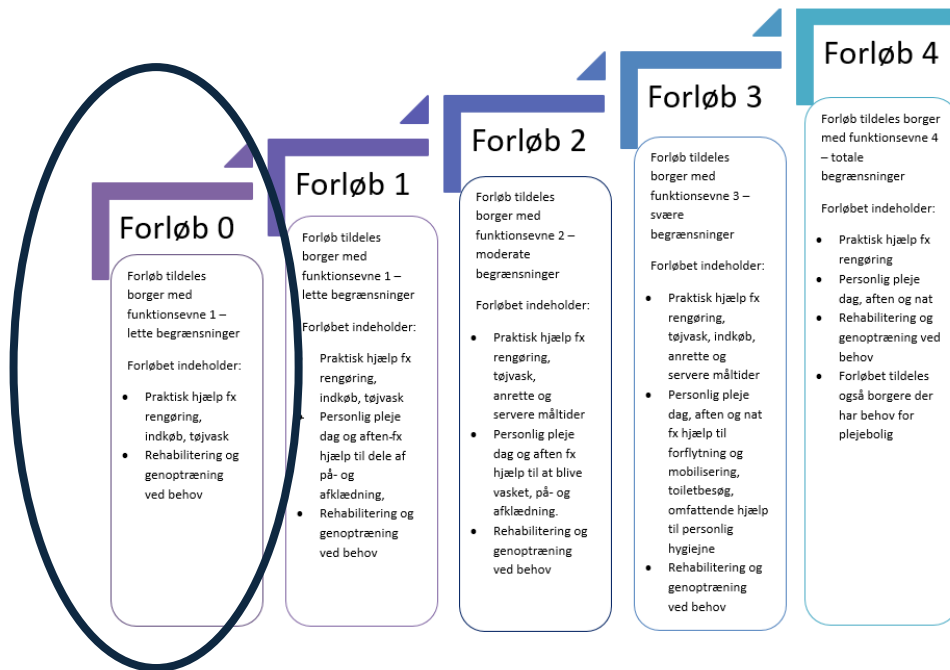 Forløb 0
Forløb tildeles
borger med
funktionsevne 1 –
lette begrænsninger
Forløbet indeholder:
• Praktisk hjælp fx
rengøring,
indkøb, tøjvask
• Rehabilitering og
genoptræning
ved behov
Forløb 1
Forløb tildeles
borger med
funktionsevne 1 –
lette begrænsninger
Forløbet indeholder:
Praktisk hjælp fx
rengøring,
indkøb, tøjvask
• Personlig pleje
dag og aften-fx
hjælp til dele af
på- og
afklædning,
• Rehabilitering og
genoptræning
ved behov
Forløb 2
Forløb tildeles
borger med
funktionsevne 2 –
moderate
begrænsninger
Forløbet indeholder:
• Praktisk hjælp fx
rengøring,
tøjvask,
anrette og
servere måltider
• Personlig pleje
dag og aften fx
hjælp til at blive
vasket, på- og
afklædning.
• Rehabilitering og
genoptræning
ved behov
Forløb 3
Forløb tildeles
borger med
funktionsevne 3 –
svære
begrænsninger
Forløbet indeholder:
• Praktisk hjælp fx
rengøring,
tøjvask, indkøb,
anrette og
servere måltider
• Personlig pleje
dag, aften og nat
fx hjælp til
forflytning og
mobilisering,
toiletbesøg,
omfattende hjælp
til personlig
hygiejne
• Rehabilitering og
genoptræning
ved behov
Forløb 4
Forløb tildeles borger
med funktionsevne 4
– totale
begrænsninger
Forløbet indeholder:
• Praktisk hjælp fx
rengøring
• Personlig pleje
dag, aften og nat
• Rehabilitering og
genoptræning ved
behov
• Forløbet tildeles
også borgere der
har behov for
plejebolig